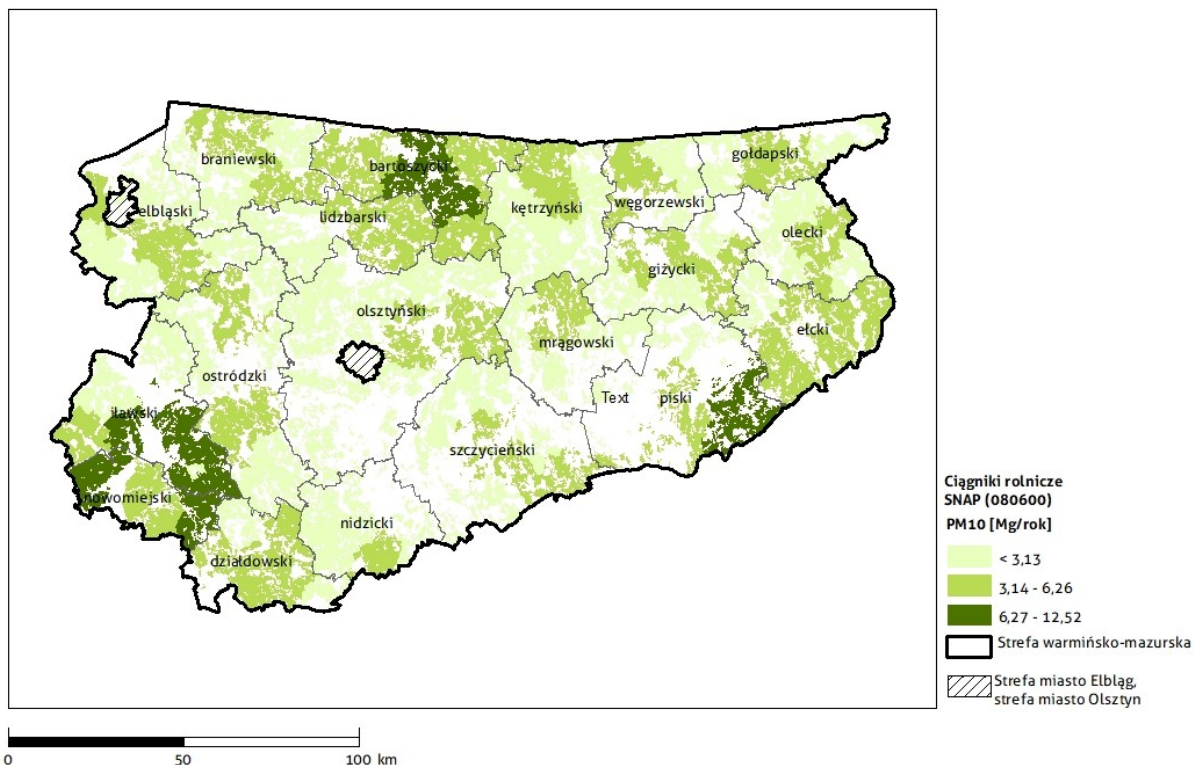 braniewski
bartoszycki
gołdapski
elbląski
lidzbarski
kętrzyński
węgorzewski
olecki
giżycki
olsztyński
ełcki
mrągowski
ostródzki
Text
piski
iławski
szczycieński
nowomiejski
nidzicki
działdowski
Ciągniki rolnicze
SNAP (080600)
PM10 [Mg/rok]
< 3,13
3,14 - 6,26
6,27 - 12,52
Strefa warmińsko-mazurska
Strefa miasto Elbląg,
strefa miasto Olsztyn
0 50 100 km